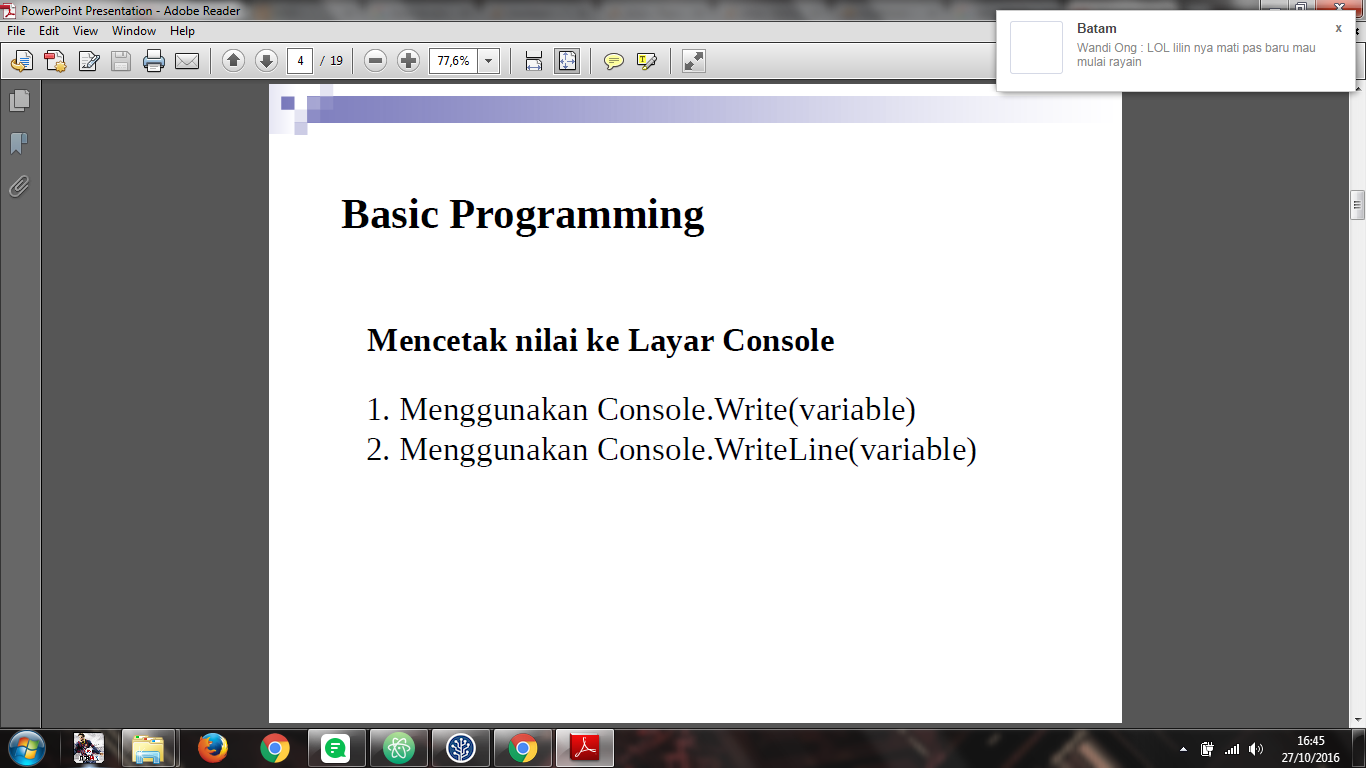 PowerPoint Presentation - Adobe Reader
File Edit View Window Help
Batam
x
Wandi Ong : LOL lilin nya mati pas baru mau
mulai rayain
4 / 19
77,6%
Basic Programming
Mencetak nilai ke Layar Console
1. Menggunakan Console.Write(variable)
2. Menggunakan Console.WriteLine(variable)
16:45
27/10/2016